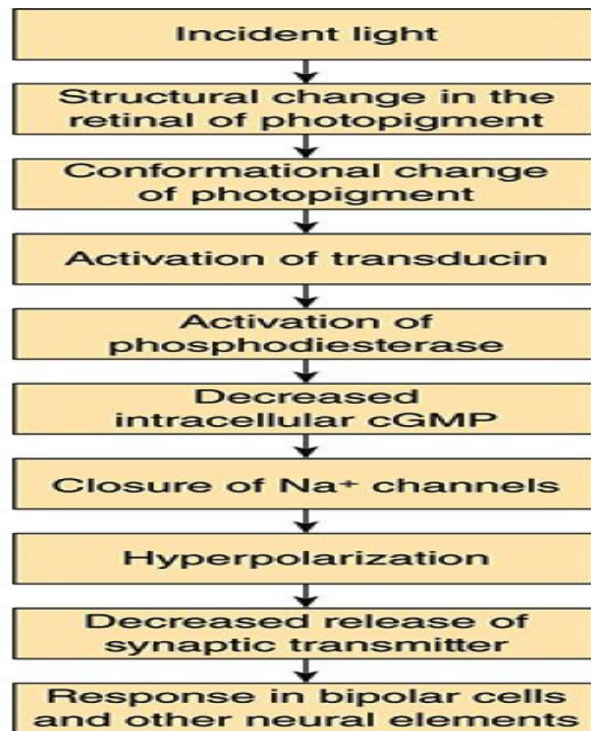 Incident light
Structural change in the
retinal of photopigment
Conformational change
of photopigment
Activation of transducin
Activation of
phosphodiesterase
Decreased
intracellular cGMP
Closure of Na⁺ channels
Hyperpolarization
Decreased release of
synaptic transmitter
Response in bipolar cells
and other neural elements